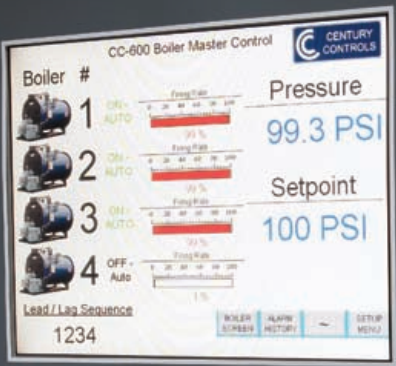 CC-600 Boiler Master Control
CENTURY
CONTROLS
Boiler #
1
ON -
AUTO
Firing Rate
0 20 40 60 80 100
99 %
2
ON -
AUTO
Firing Rate
0 20 40 60 80 100
99 %
3
ON -
AUTO
Firing Rate
0 20 40 60 80 100
99 %
4
OFF -
Auto
Firing Rate
0 20 40 60 80 100
1 %
Pressure
99.3 PSI
Setpoint
100 PSI
Lead / Lag Sequence
1234
BOILER
SCREEN
ALARM
HISTORY
~
SETUP
MENU